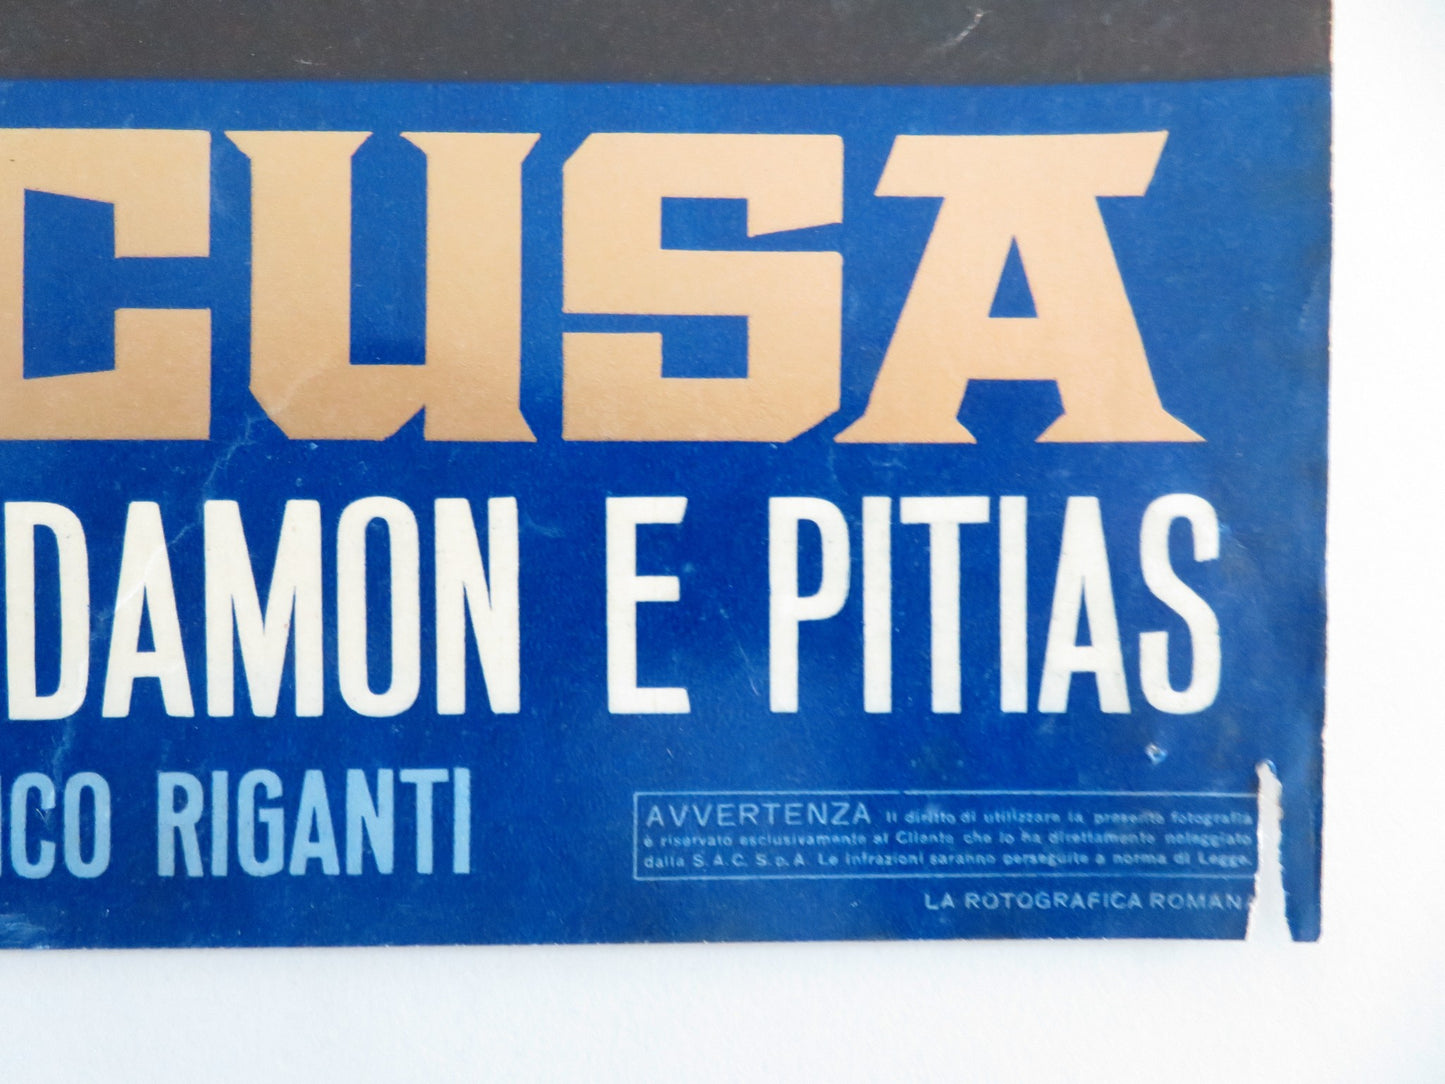 CUSA
DAMON E PITIAS
ICO RIGANTI
AVVERTENZA Il diritto di utilizzare la presente fotografia
è riservato esclusivamente al Cliente che lo ha direttamente noleggiato
dalla S.A.C. S.p.A. Le infrazioni saranno perseguite a norma di Legge.
LA ROTOGRAFICA ROMAN